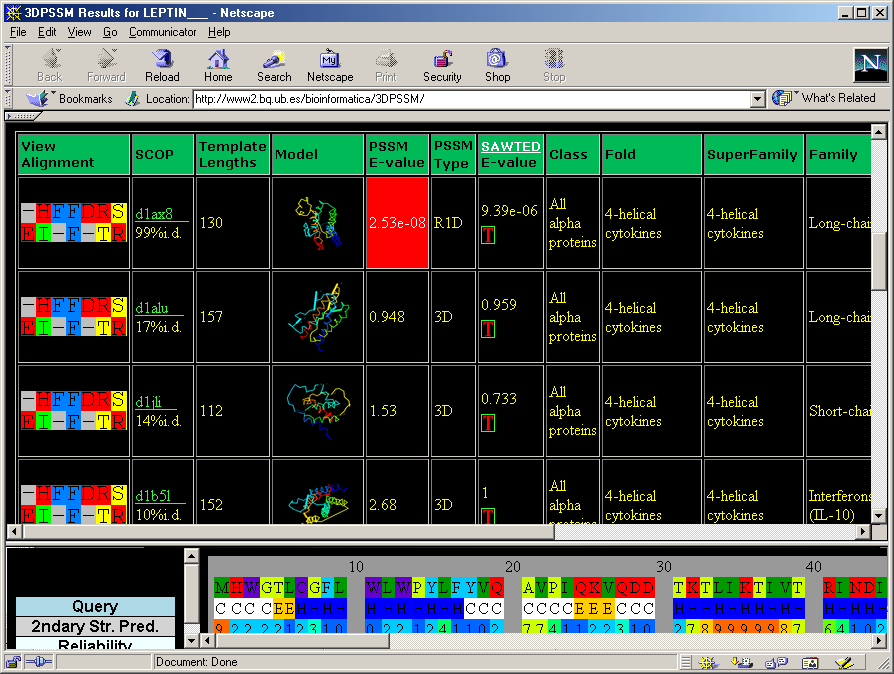 3DPSSM Results for LEPTIN___ - Netscape
File Edit View Go Communicator Help
Back Forward Reload Home Search Netscape Print Security Shop Stop
Bookmarks Location: http://www2.bq.ub.es/bioinformatica/3DPSSM/ What's Related
View Alignment SCOP Template Lengths Model PSSM E-value PSSM Type SAWTED E-value Class Fold SuperFamily Family
-HFFDRS
EI-F-TR
d1ax8
99%i.d.
130
2.53e-08
R1D
9.39e-06
T
All
alpha
proteins
4-helical
cytokines
4-helical
cytokines
Long-chai
-HFFDRS
EI-F-TR
d1alu
17%i.d.
157
0.948
3D
0.959
T
All
alpha
proteins
4-helical
cytokines
4-helical
cytokines
Long-chai
-HFFDRS
EI-F-TR
d1jli
14%i.d.
112
1.53
3D
0.733
T
All
alpha
proteins
4-helical
cytokines
4-helical
cytokines
Short-chai
-HFFDRS
EI-F-TR
d1b5l
10%i.d.
152
2.68
3D
1
T
All
alpha
proteins
4-helical
cytokines
4-helical
cytokines
Interferons
(IL-10)
10 20 30 40
MHWGTLCGFL WLWPYLFYVQ AVPIQKVQDD TKTLIKTIVT RINDI
Query
CCCCEEHHHH HHHHHHHCCC CCCCEEECCC HHHHHHHHHH HHHHH
2ndary Str. Pred.
9222212310 0221241102 7741122321 2789999987 64102
Reliability
Document: Done